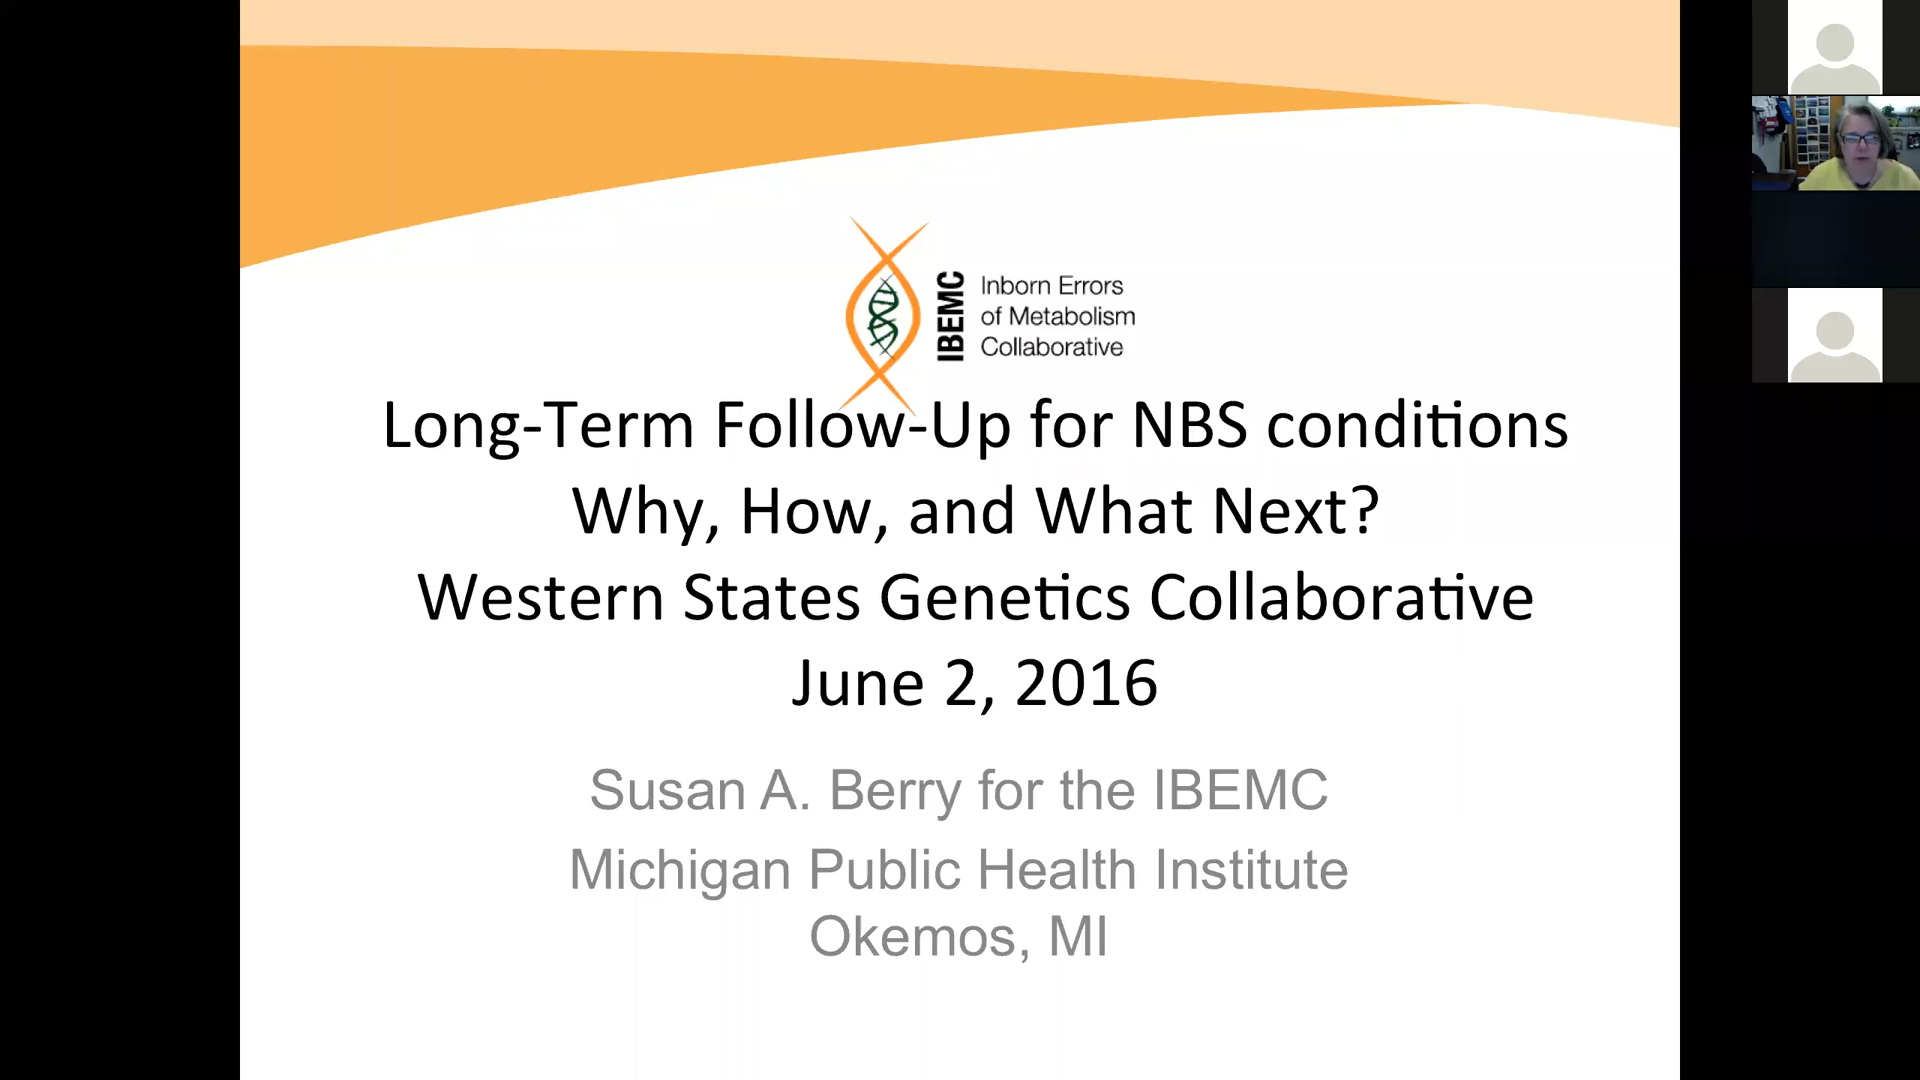 IBEMC
Inborn Errors
of Metabolism
Collaborative
Long-Term Follow-Up for NBS conditions
Why, How, and What Next?
Western States Genetics Collaborative
June 2, 2016
Susan A. Berry for the IBEMC
Michigan Public Health Institute
Okemos, MI